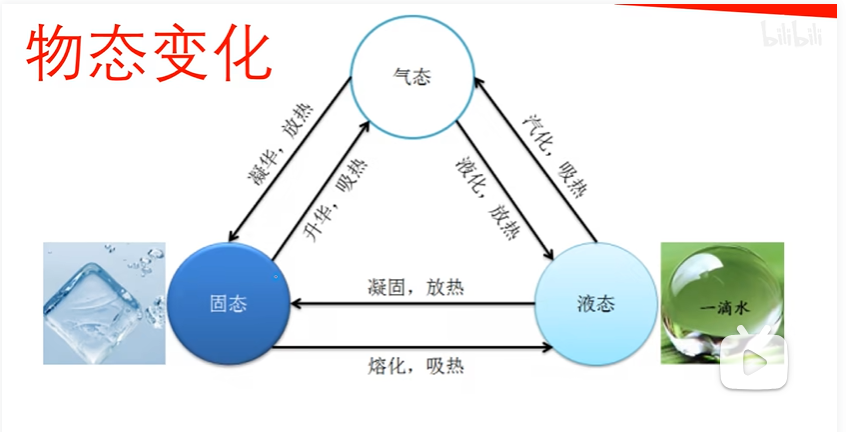 物态变化
bilibili
气态
凝华，放热
升华，吸热
液化，放热
汽化，吸热
固态
凝固，放热
液态
一滴水
熔化，吸热